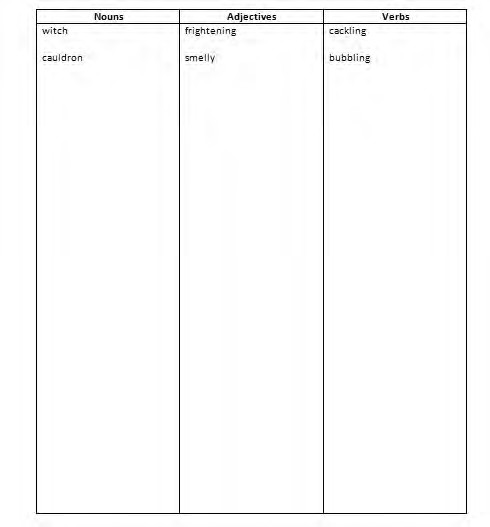 Nouns Adjectives Verbs
witch frightening cackling
cauldron smelly bubbling